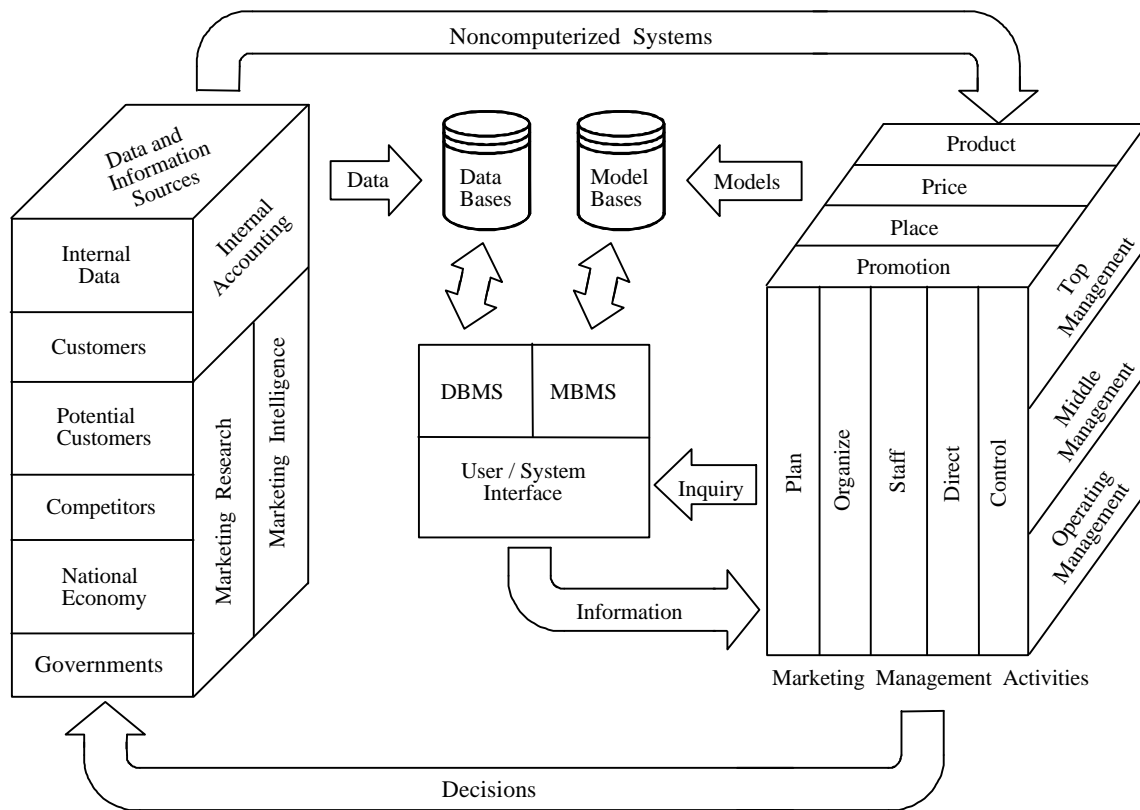 Noncomputerized Systems
Data and
Information
Sources
Internal
Accounting
Internal
Data
Customers
Potential
Customers
Competitors
National
Economy
Governments
Marketing Research
Marketing Intelligence
Data
Data
Bases
Model
Bases
Models
DBMS
MBMS
User / System
Interface
Inquiry
Information
Product
Price
Place
Promotion
Plan
Organize
Staff
Direct
Control
Top
Management
Middle
Management
Operating
Management
Marketing Management Activities
Decisions